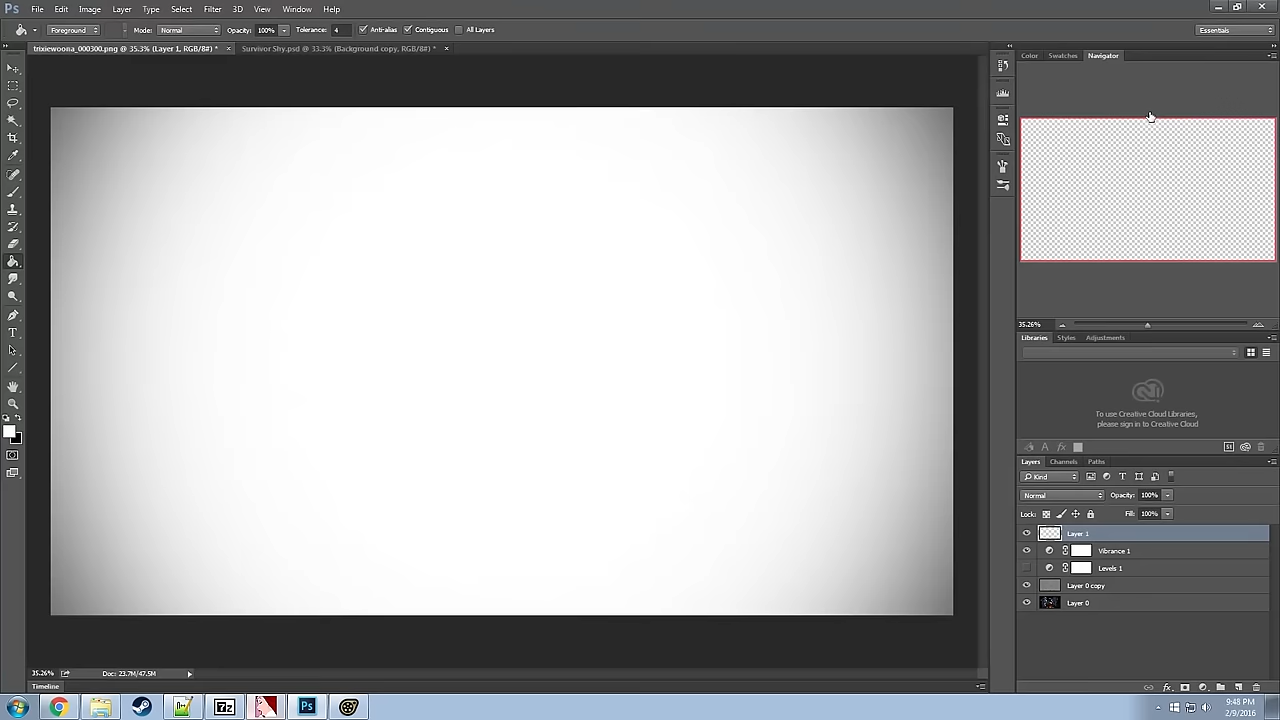 Ps File Edit Image Layer Type Select Filter 3D View Window Help
Foreground Mode: Normal Opacity: 100% Tolerance: 4 Anti-alias Contiguous All Layers Essentials
trixiewoona_000300.png @ 35.3% (Layer 1, RGB/8#) * × Survivor Shy.psd @ 33.3% (Background copy, RGB/8#) * ×
Color Swatches Navigator
35.26%
Libraries Styles Adjustments
To use Creative Cloud Libraries,
please sign in to Creative Cloud
Layers Channels Paths
Kind
Normal Opacity: 100%
Lock: Fill: 100%
Layer 1
Vibrance 1
Levels 1
Layer 0 copy
Layer 0
35.26% Doc: 23.7M/47.5M
Timeline
7z Ps
9:48 PM
2/9/2016